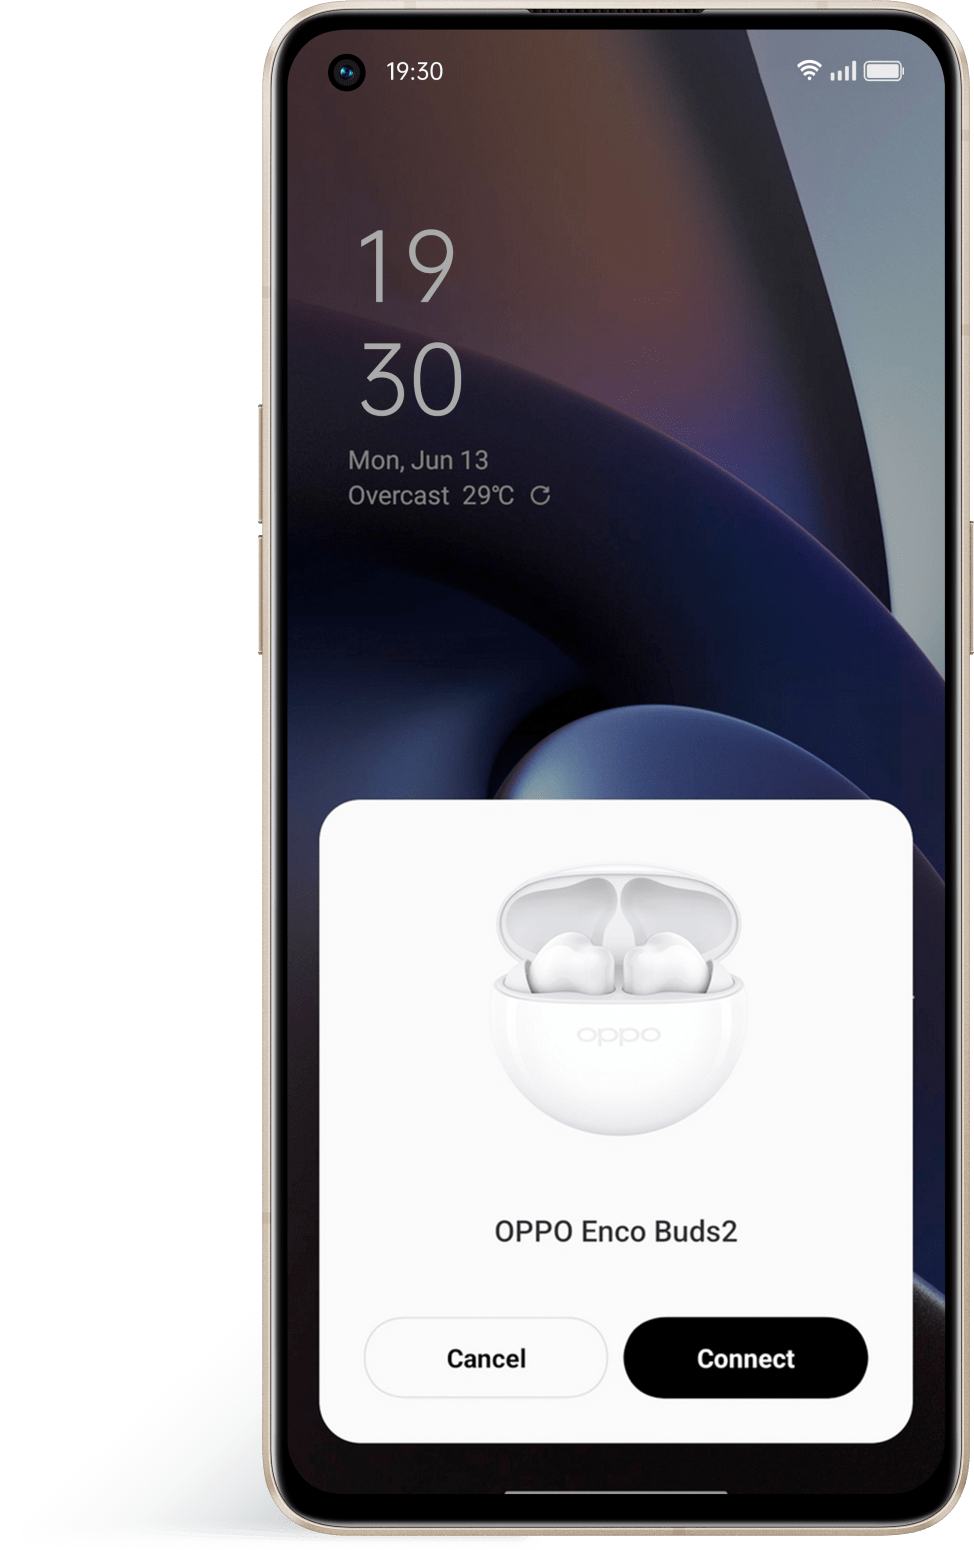 19:30
19
30
Mon, Jun 13
Overcast 29℃
oppo
OPPO Enco Buds2
Cancel
Connect